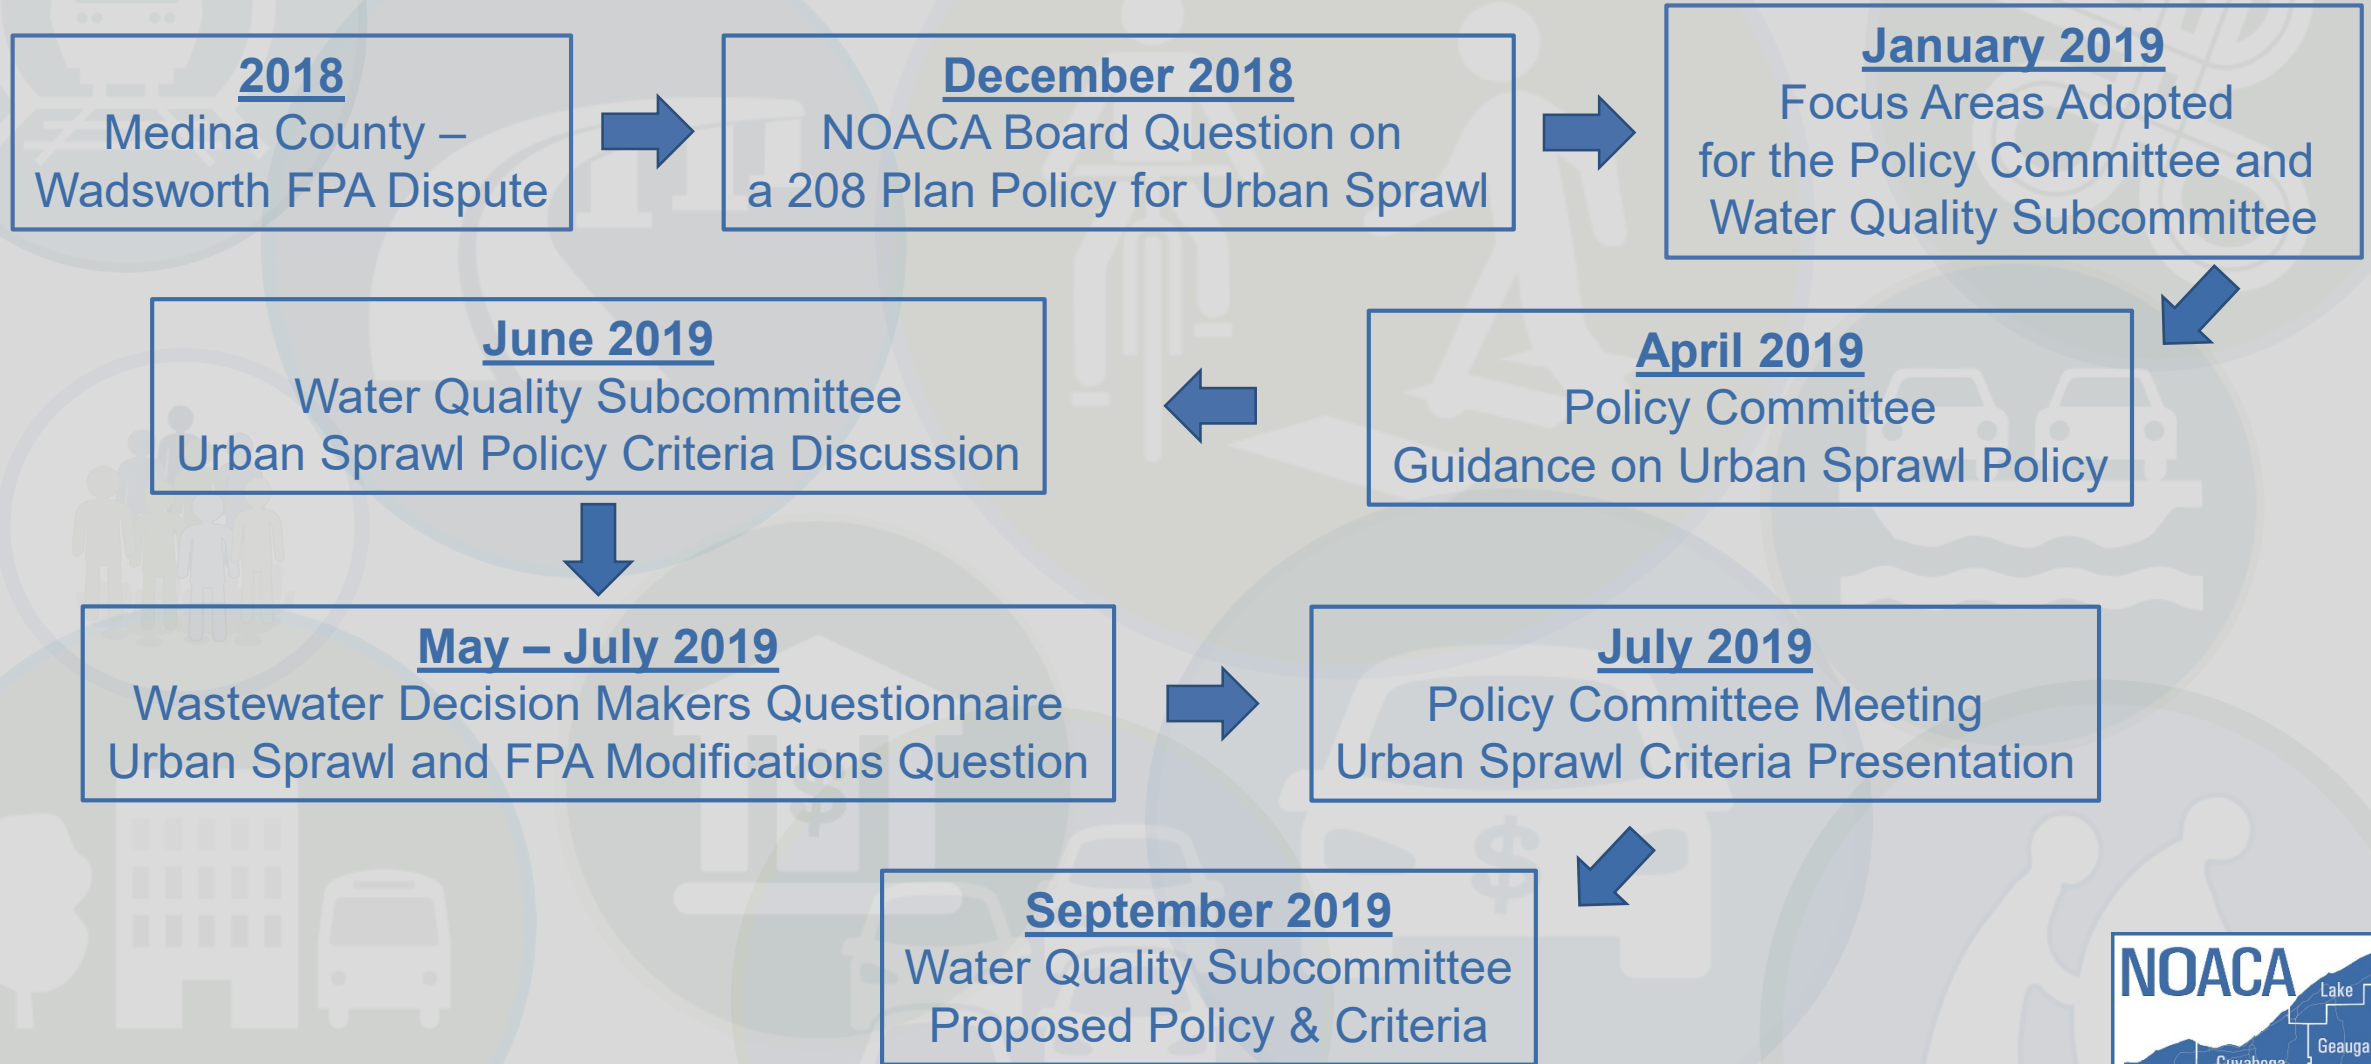 2018
Medina County –
Wadsworth FPA Dispute
December 2018
NOACA Board Question on
a 208 Plan Policy for Urban Sprawl
January 2019
Focus Areas Adopted
for the Policy Committee and
Water Quality Subcommittee
April 2019
Policy Committee
Guidance on Urban Sprawl Policy
June 2019
Water Quality Subcommittee
Urban Sprawl Policy Criteria Discussion
May – July 2019
Wastewater Decision Makers Questionnaire
Urban Sprawl and FPA Modifications Question
July 2019
Policy Committee Meeting
Urban Sprawl Criteria Presentation
September 2019
Water Quality Subcommittee
Proposed Policy & Criteria
$
$
NOACA
Lake
Geauga
Cuyahoga